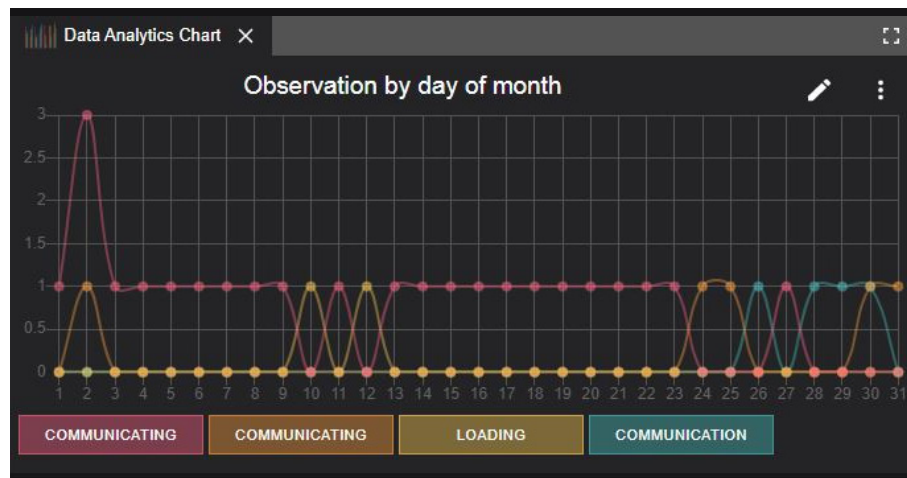 Data Analytics Chart
Observation by day of month
3
2.5
2
1.5
1
0.5
0
1 2 3 4 5 6 7 8 9 10 11 12 13 14 15 16 17 18 19 20 21 22 23 24 25 26 27 28 29 30 31
COMMUNICATING COMMUNICATING LOADING COMMUNICATION